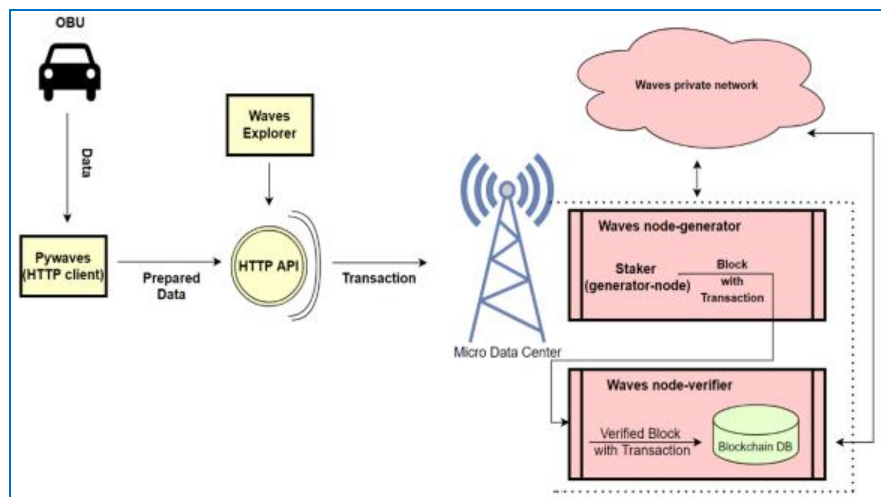 OBU
Data
Pywaves
(HTTP client)
Prepared
Data
Waves
Explorer
HTTP API
Transaction
Micro Data Center
Waves private network
Waves node-generator
Staker
(generator-node)
Block
with
Transaction
Waves node-verifier
Verified Block
with Transaction
Blockchain DB